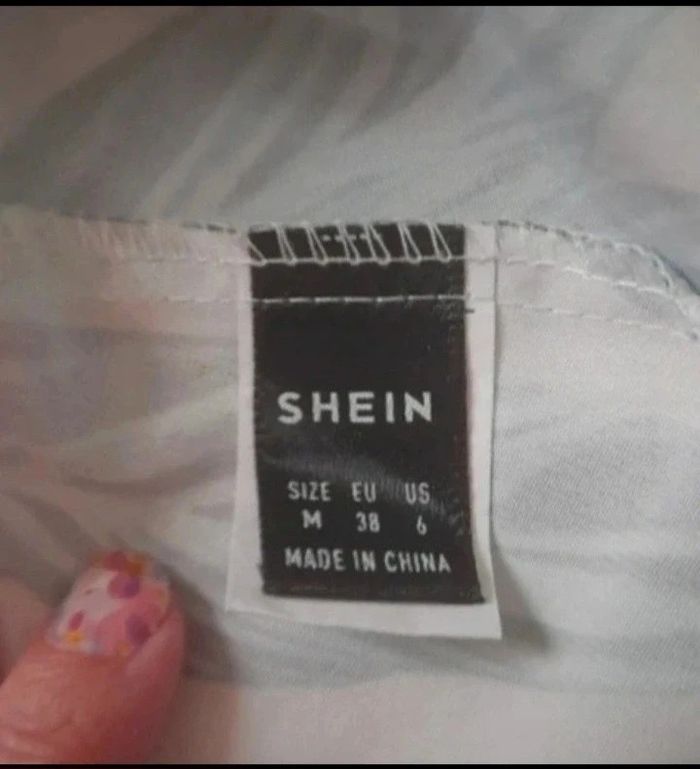 SHEIN
SIZE EU US
M 38 6
MADE IN CHINA